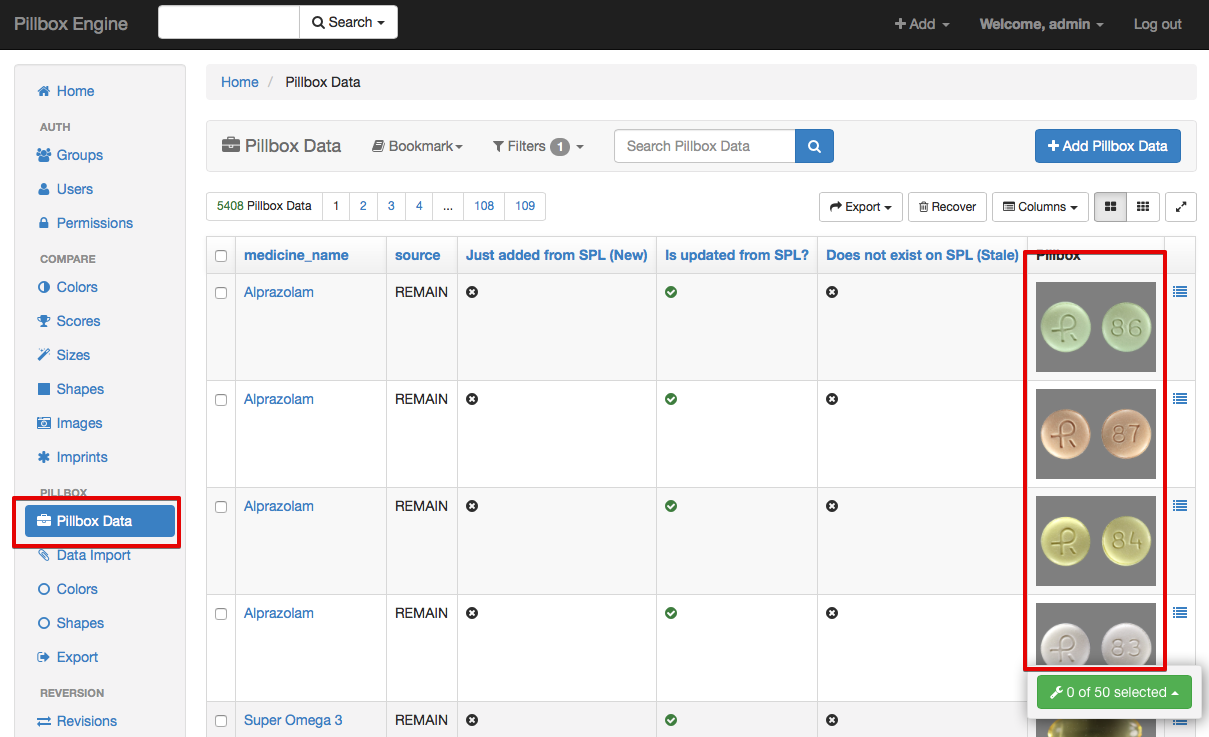 Pillbox Engine Search Add Welcome, admin Log out
Home
AUTH
Groups
Users
Permissions
COMPARE
Colors
Scores
Sizes
Shapes
Images
Imprints
PILLBOX
Pillbox Data
Data Import
Colors
Shapes
Export
REVERSION
Revisions
Home / Pillbox Data
Pillbox Data Bookmark Filters 1 Search Pillbox Data + Add Pillbox Data
5408 Pillbox Data 1 2 3 4 ... 108 109 Export Recover Columns
medicine_name source Just added from SPL (New) Is updated from SPL? Does not exist on SPL (Stale) Pillbox
Alprazolam REMAIN
R 86
Alprazolam REMAIN
R 87
Alprazolam REMAIN
R 84
Alprazolam REMAIN
R 83
0 of 50 selected
Super Omega 3 REMAIN